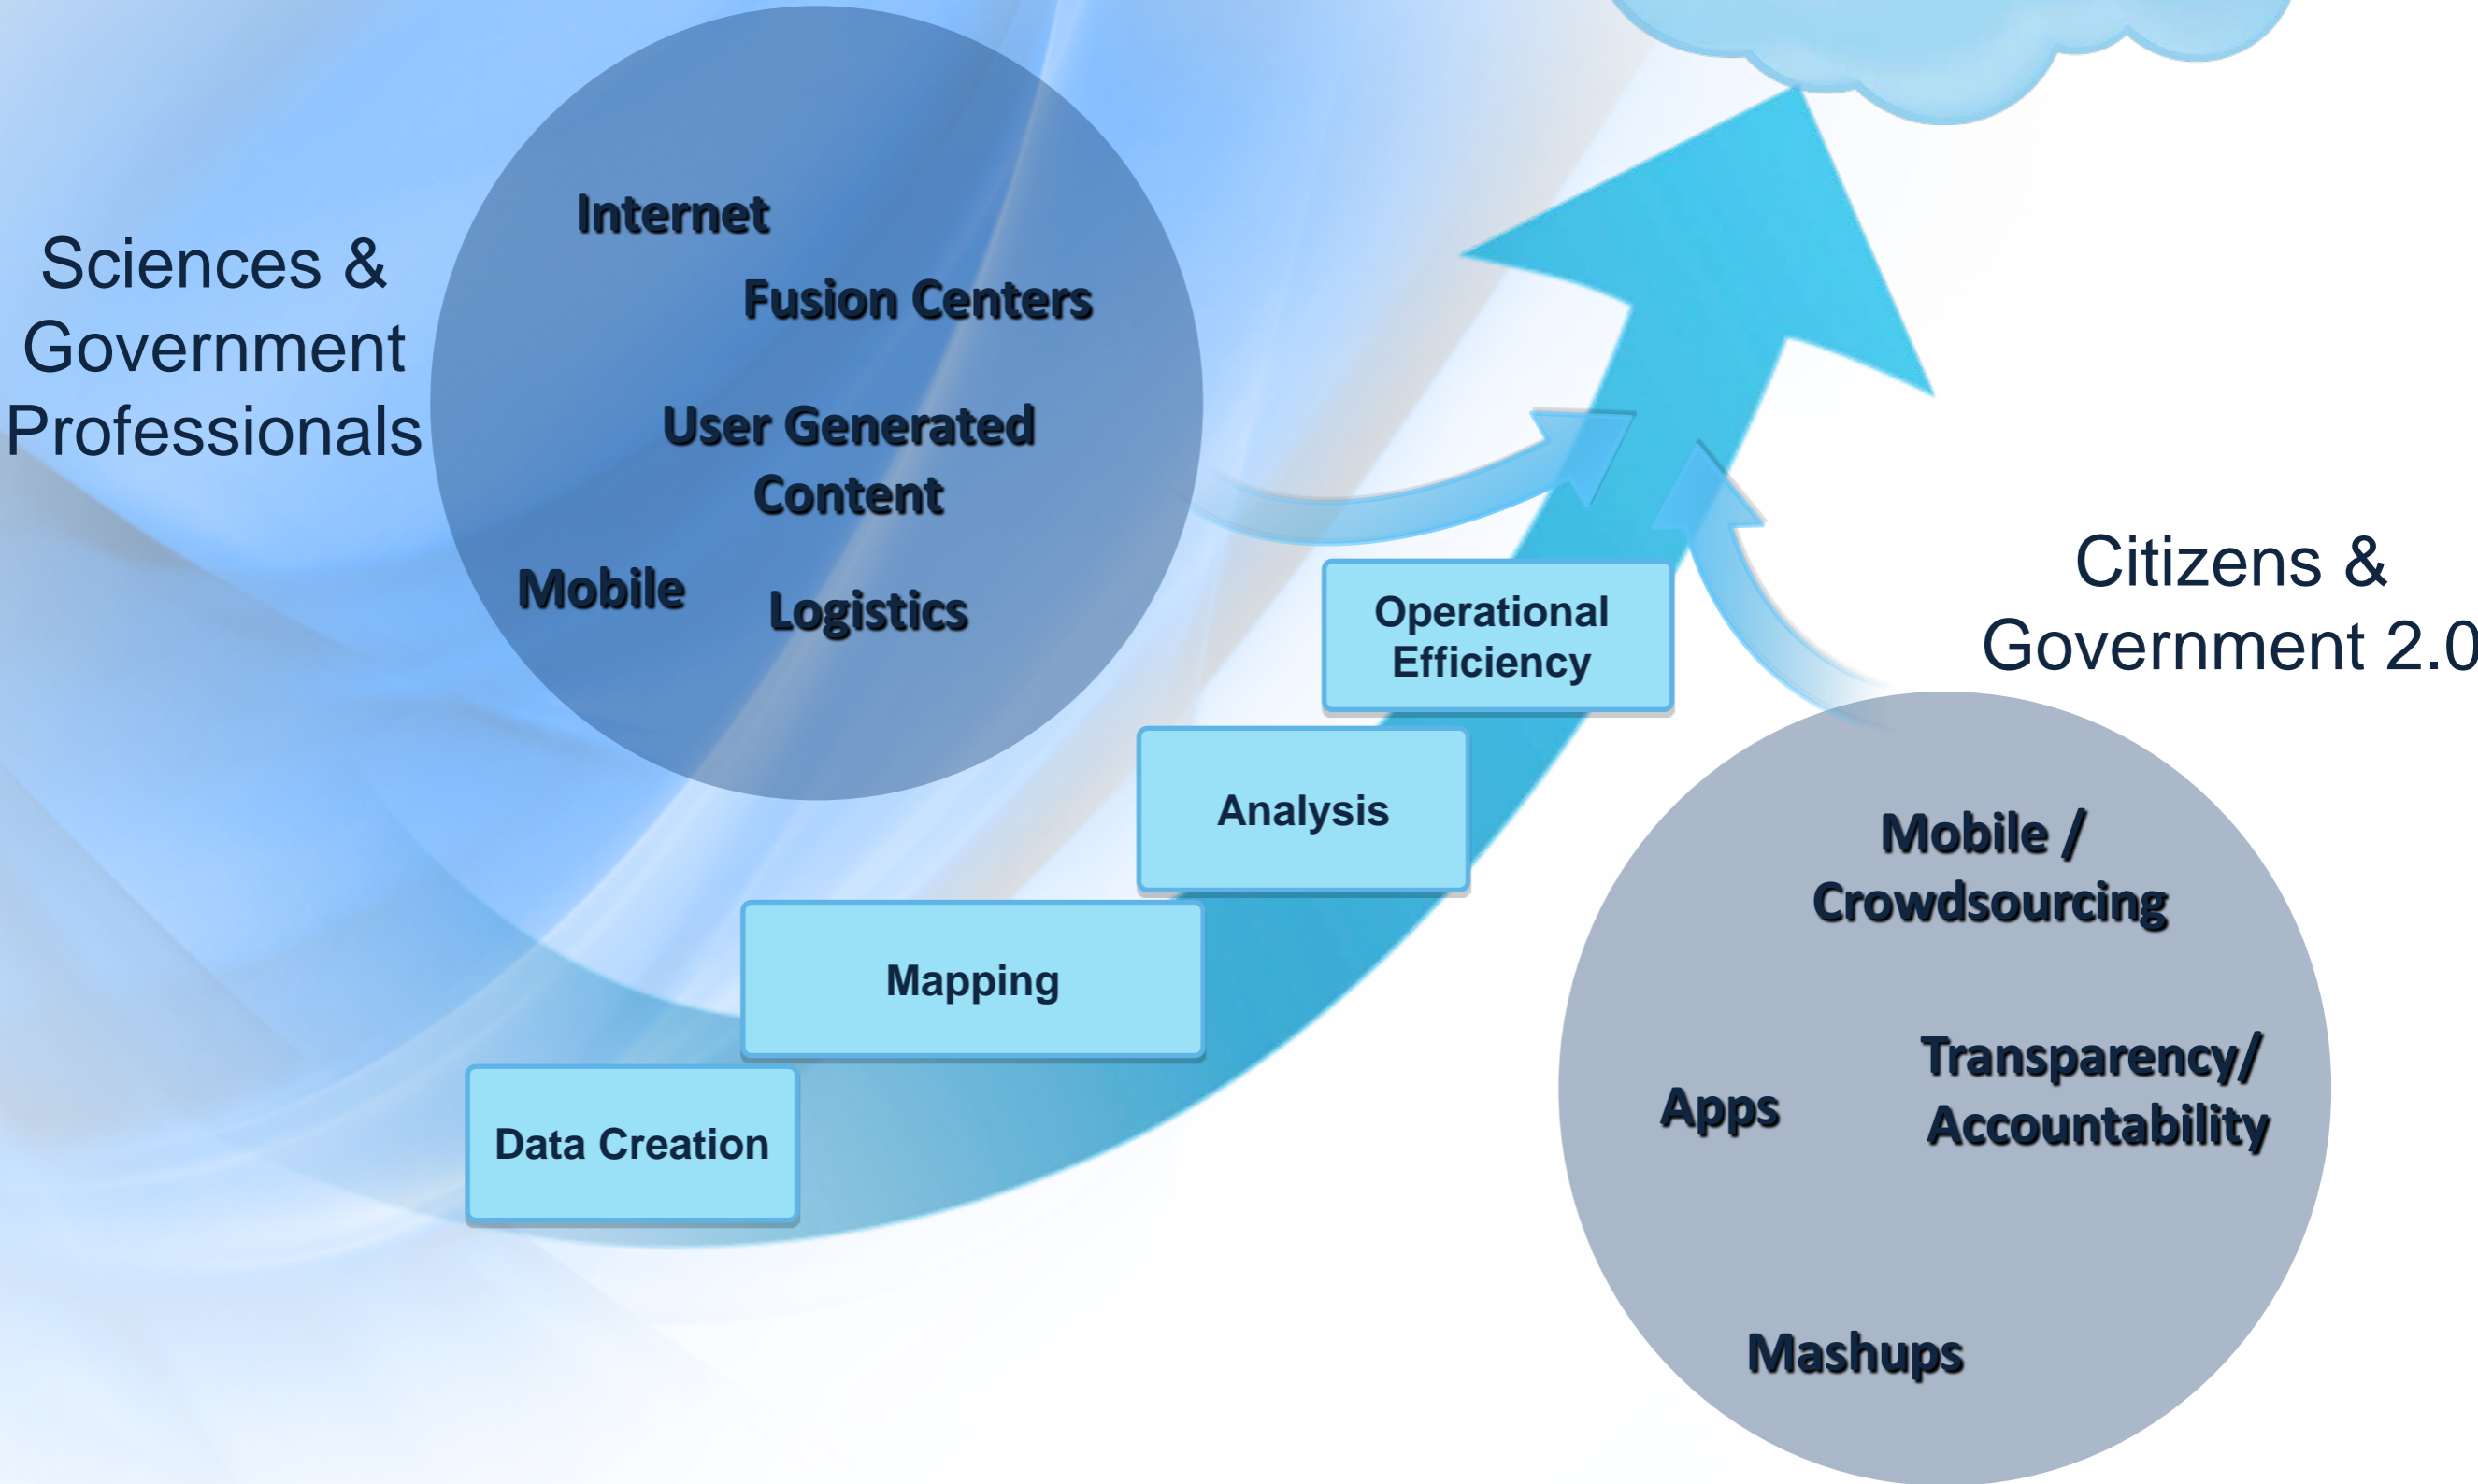 Sciences &
Government
Professionals
Internet
Fusion Centers
User Generated
Content
Mobile
Logistics
Operational
Efficiency
Analysis
Mapping
Data Creation
Citizens &
Government 2.0
Mobile /
Crowdsourcing
Transparency/
Accountability
Apps
Mashups